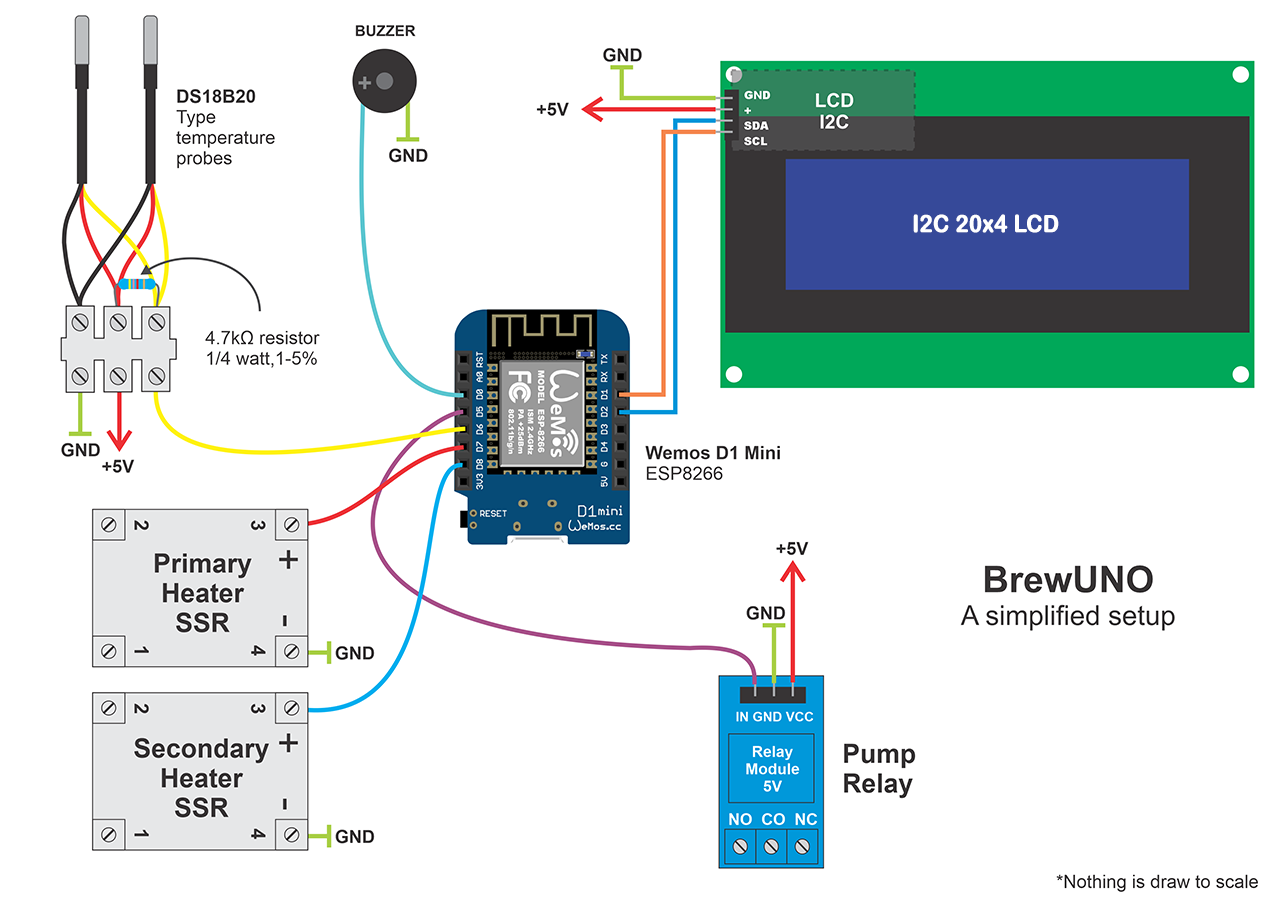 BUZZER
+
GND
DS18B20
Type
temperature
probes
4.7kΩ resistor
1/4 watt,1-5%
GND
+5V
GND
+5V
GND
+
SDA
SCL
LCD
I2C
I2C 20x4 LCD
RST
A0
D0
D5
D6
D7
D8
3V3
TX
RX
D1
D2
D3
D4
G
5V
WeMos
MODEL ESP-8266
ISM 2.4GHz
PA +25dBm
802.11b/g/n
FC
RESET
D1mini
WeMos.cc
Wemos D1 Mini
ESP8266
2
3
Primary
Heater
SSR
+
-
1
4
GND
2
3
Secondary
Heater
SSR
+
-
1
4
GND
BrewUNO
A simplified setup
+5V
GND
IN GND VCC
Relay
Module
5V
NO CO NC
Pump
Relay
*Nothing is draw to scale